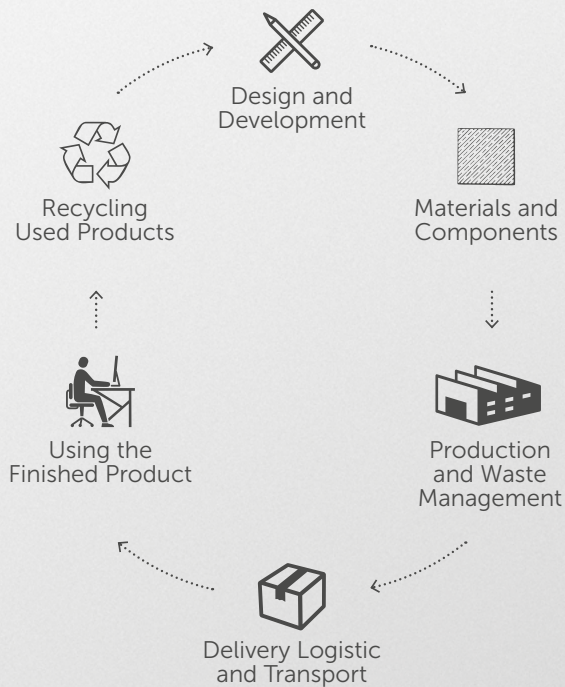 Design and
Development
Materials and
Components
Production
and Waste
Management
Delivery Logistic
and Transport
Using the
Finished Product
Recycling
Used Products